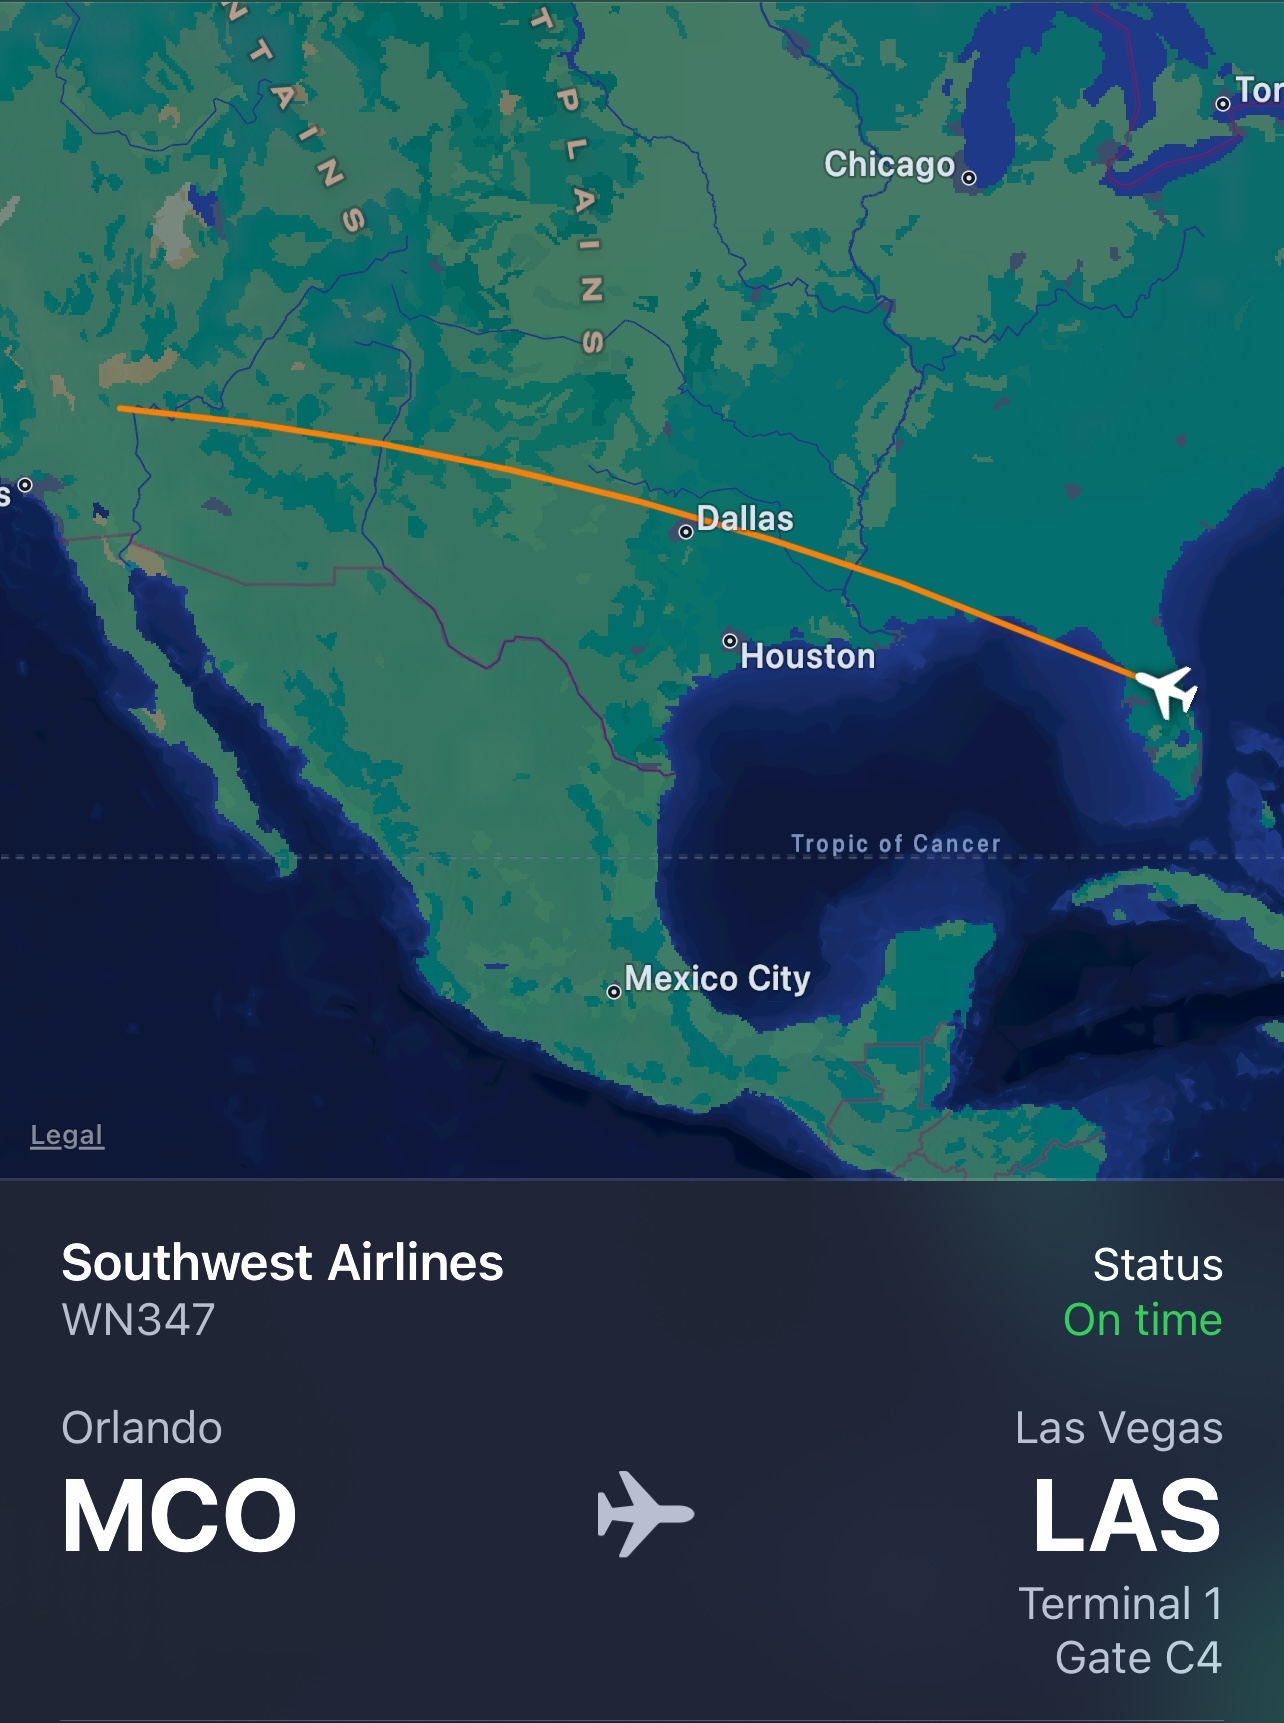 NTAINS
T PLAINS
Tor
Chicago
s
Dallas
Houston
Tropic of Cancer
Mexico City
Legal
Southwest Airlines
Status
WN347
On time
Orlando
Las Vegas
MCO
LAS
Terminal 1
Gate C4